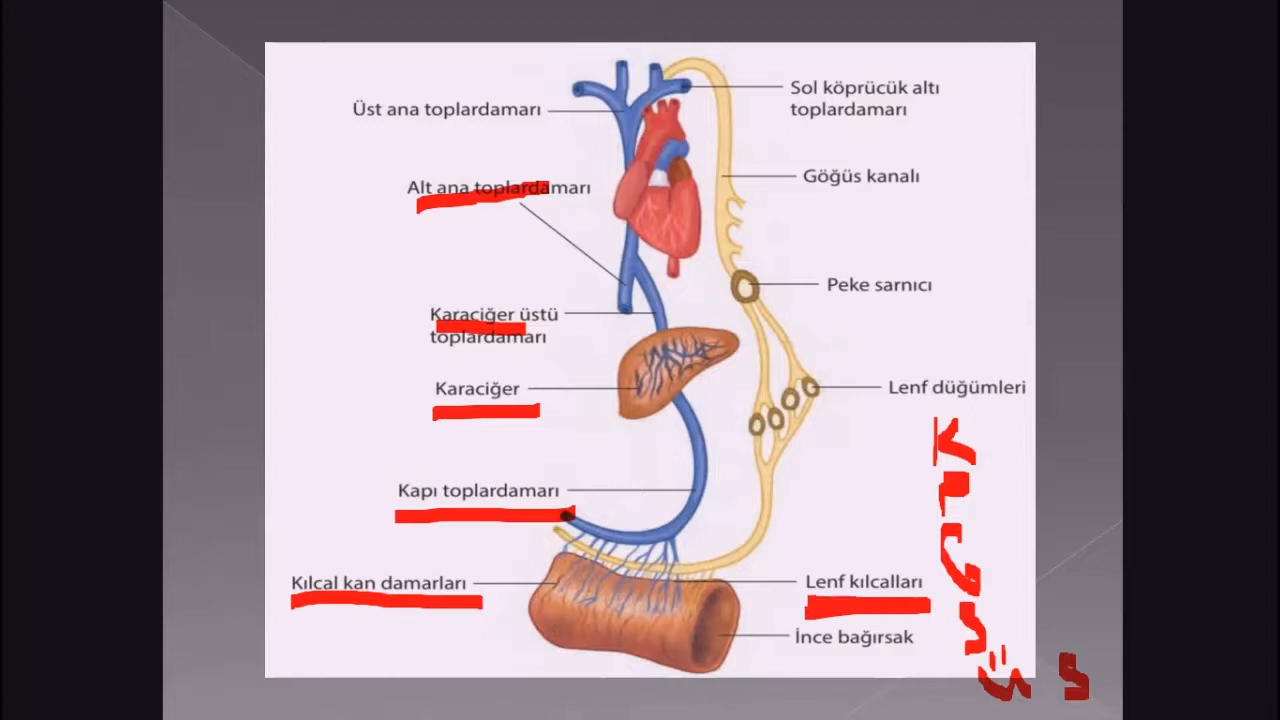 Üst ana toplardamarı
Sol köprücük altı
toplardamarı
Alt ana toplardamarı
Göğüs kanalı
Peke sarnıcı
Karaciğer üstü
toplardamarı
Karaciğer
Lenf düğümleri
Kapı toplardamarı
Kılcal kan damarları
Lenf kılcalları
İnce bağırsak